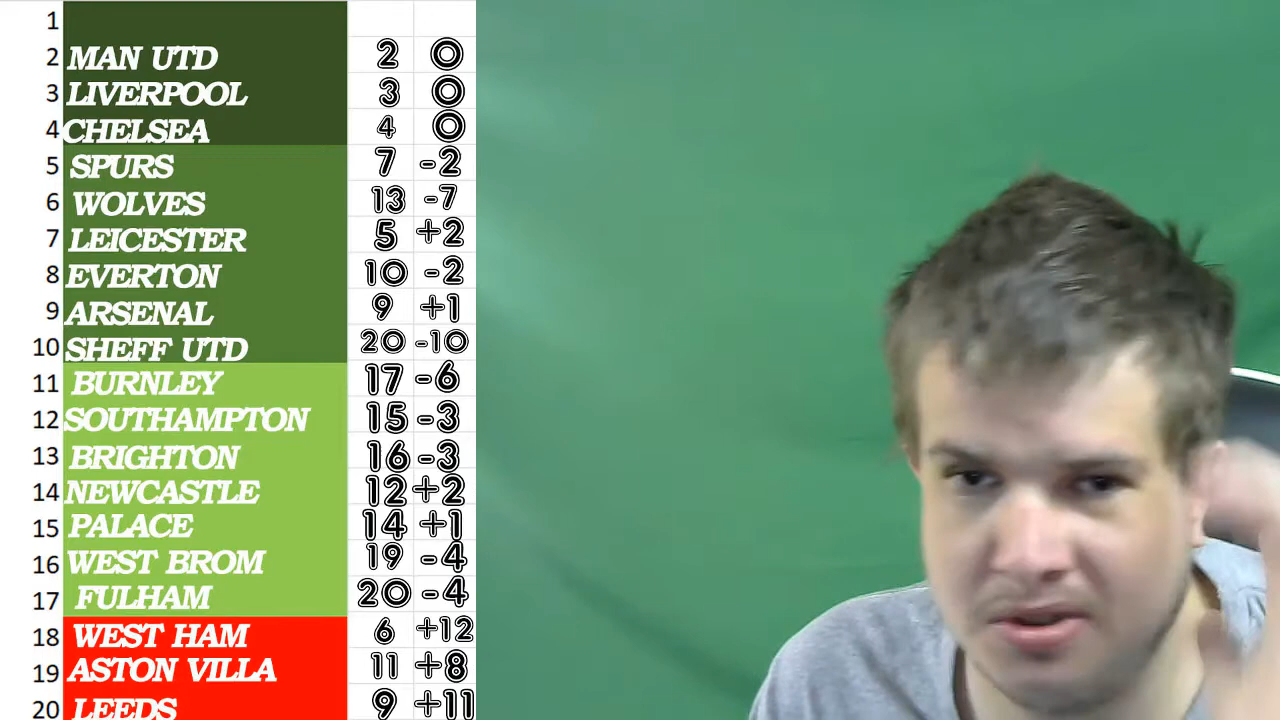 1
2 MAN UTD 2 0
3 LIVERPOOL 3 0
4 CHELSEA 4 0
5 SPURS 7 -2
6 WOLVES 13 -7
7 LEICESTER 5 +2
8 EVERTON 10 -2
9 ARSENAL 9 +1
10 SHEFF UTD 20 -10
11 BURNLEY 17 -6
12 SOUTHAMPTON 15 -3
13 BRIGHTON 16 -3
14 NEWCASTLE 12 +2
15 PALACE 14 +1
16 WEST BROM 19 -4
17 FULHAM 20 -4
18 WEST HAM 6 +12
19 ASTON VILLA 11 +8
20 LEEDS 9 +11